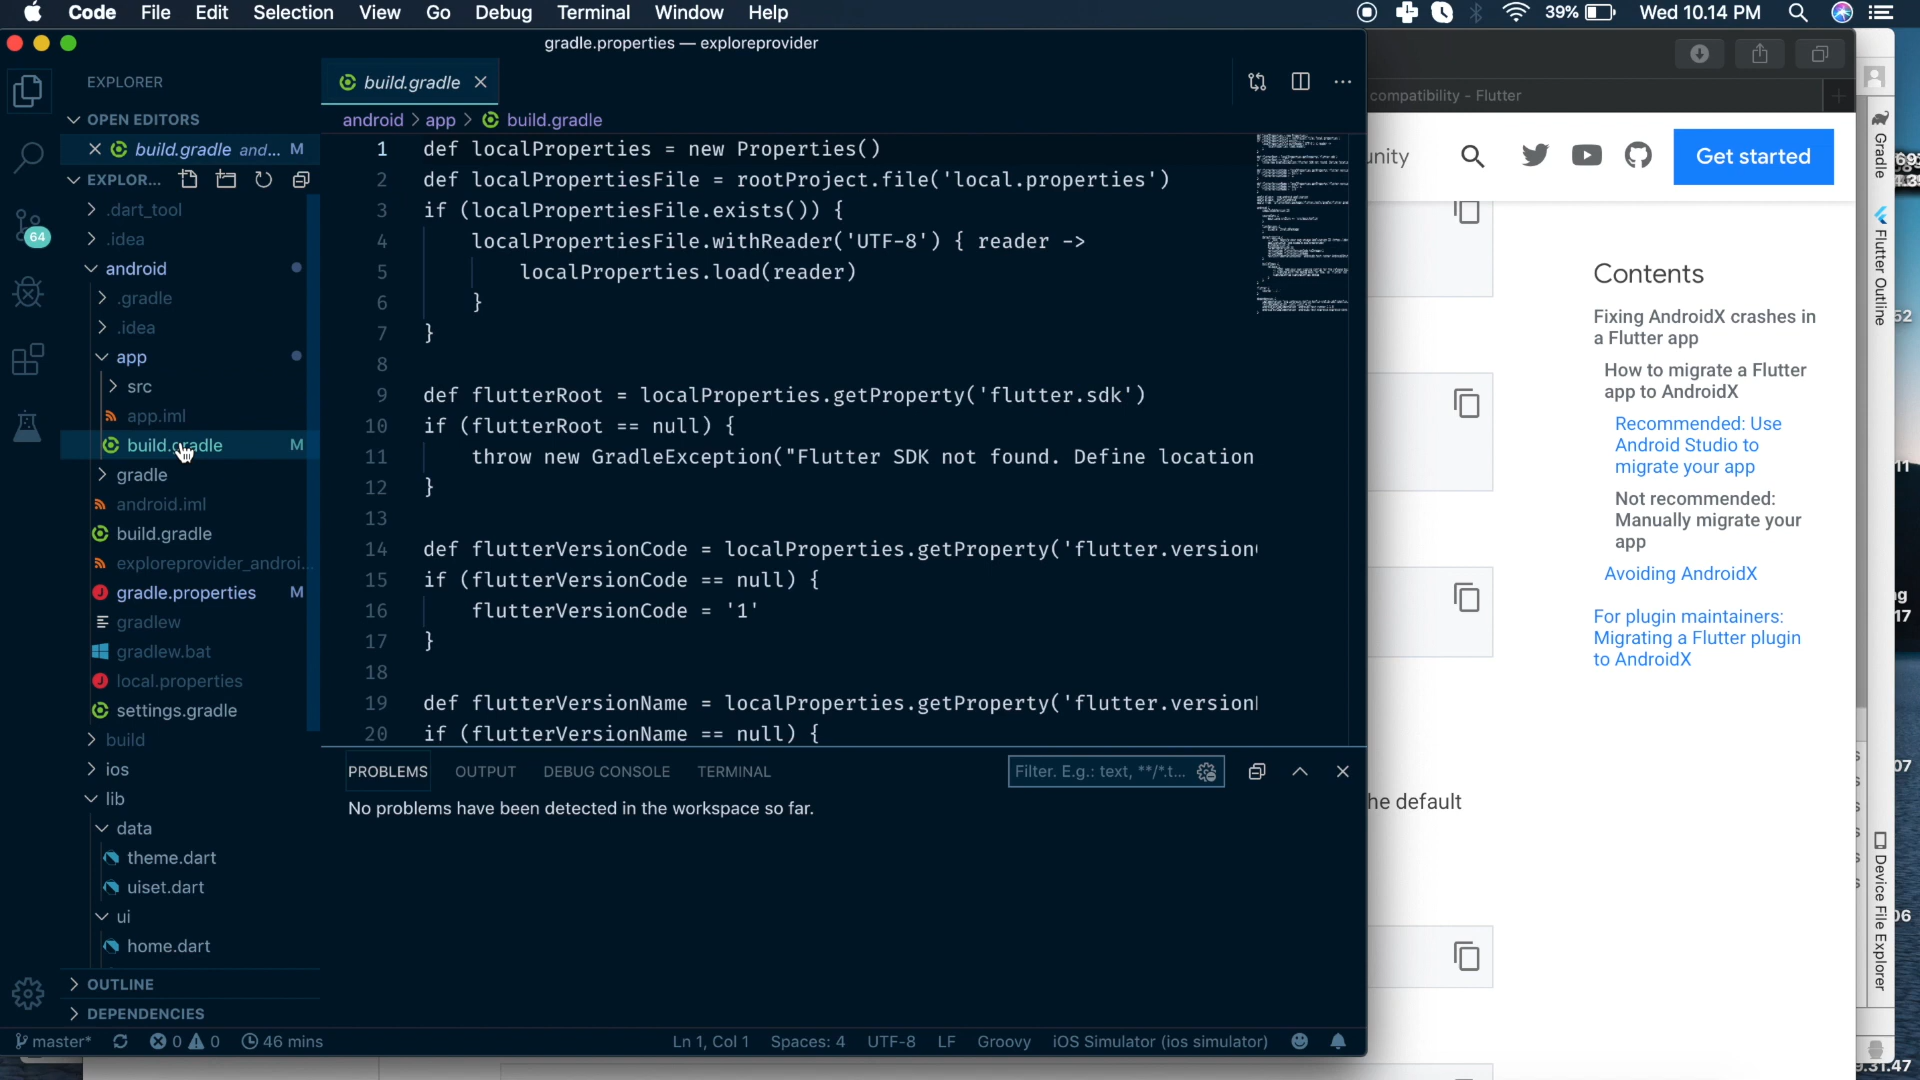 Code File Edit Selection View Go Debug Terminal Window Help
39% Wed 10.14 PM
gradle.properties — exploreprovider
EXPLORER
OPEN EDITORS
build.gradle and... M
EXPLOR...
.dart_tool
.idea
android
.gradle
.idea
app
src
app.iml
build.gradle M
gradle
android.iml
build.gradle
exploreprovider_androi...
gradle.properties M
gradlew
gradlew.bat
local.properties
settings.gradle
build
ios
lib
data
theme.dart
uiset.dart
ui
home.dart
OUTLINE
DEPENDENCIES
64
build.gradle
android > app > build.gradle
1 def localProperties = new Properties()
2 def localPropertiesFile = rootProject.file('local.properties')
3 if (localPropertiesFile.exists()) {
4 localPropertiesFile.withReader('UTF-8') { reader ->
5 localProperties.load(reader)
6 }
7 }
8
9 def flutterRoot = localProperties.getProperty('flutter.sdk')
10 if (flutterRoot == null) {
11 throw new GradleException("Flutter SDK not found. Define location
12 }
13
14 def flutterVersionCode = localProperties.getProperty('flutter.version
15 if (flutterVersionCode == null) {
16 flutterVersionCode = '1'
17 }
18
19 def flutterVersionName = localProperties.getProperty('flutter.version
20 if (flutterVersionName == null) {
PROBLEMS OUTPUT DEBUG CONSOLE TERMINAL
Filter. E.g.: text, **/*.t...
No problems have been detected in the workspace so far.
master* 0 0 46 mins
Ln 1, Col 1 Spaces: 4 UTF-8 LF Groovy iOS Simulator (ios simulator)
compatibility - Flutter
unity
Get started
Contents
Fixing AndroidX crashes in
a Flutter app
How to migrate a Flutter
app to AndroidX
Recommended: Use
Android Studio to
migrate your app
Not recommended:
Manually migrate your
app
Avoiding AndroidX
For plugin maintainers:
Migrating a Flutter plugin
to AndroidX
he default
Gradle
Flutter Outline
Device File Explorer
52
11
17
07
06
9.31.47